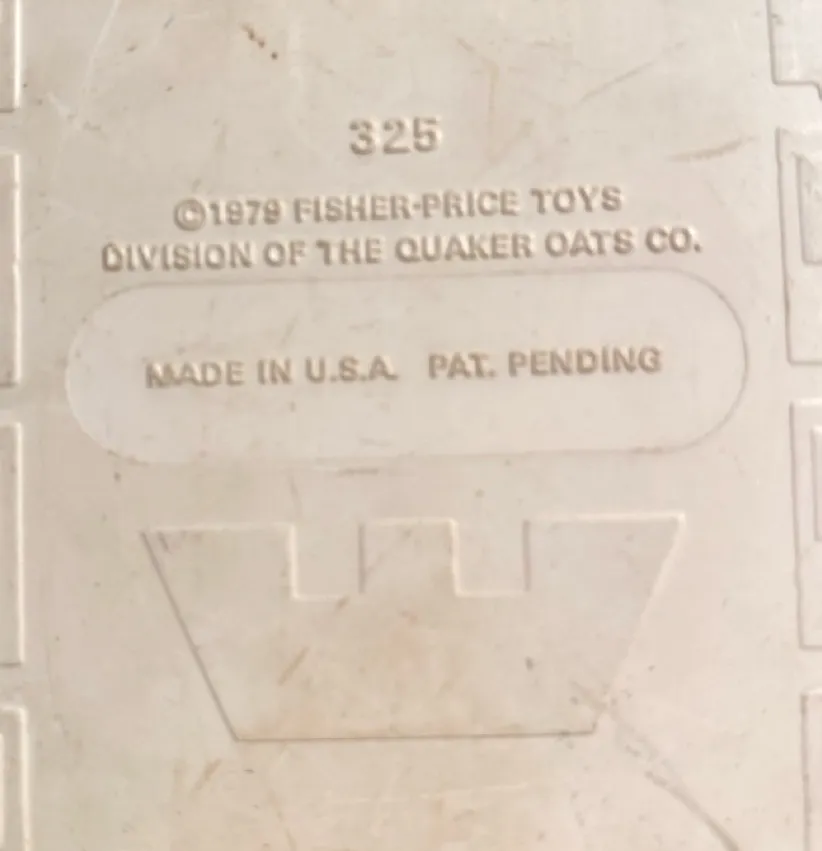 325
©1979 FISHER-PRICE TOYS
DIVISION OF THE QUAKER OATS CO.
MADE IN U.S.A. PAT. PENDING